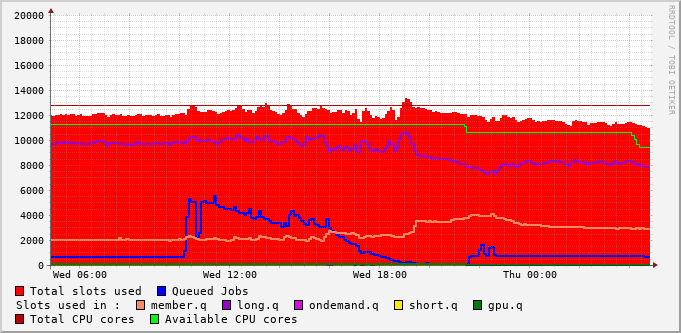 20000
18000
16000
14000
12000
10000
8000
6000
4000
2000
0
Wed 06:00 Wed 12:00 Wed 18:00 Thu 00:00
RRDTOOL / TOBI OETIKER
Total slots used Queued Jobs
Slots used in : member.q long.q ondemand.q short.q gpu.q
Total CPU cores Available CPU cores